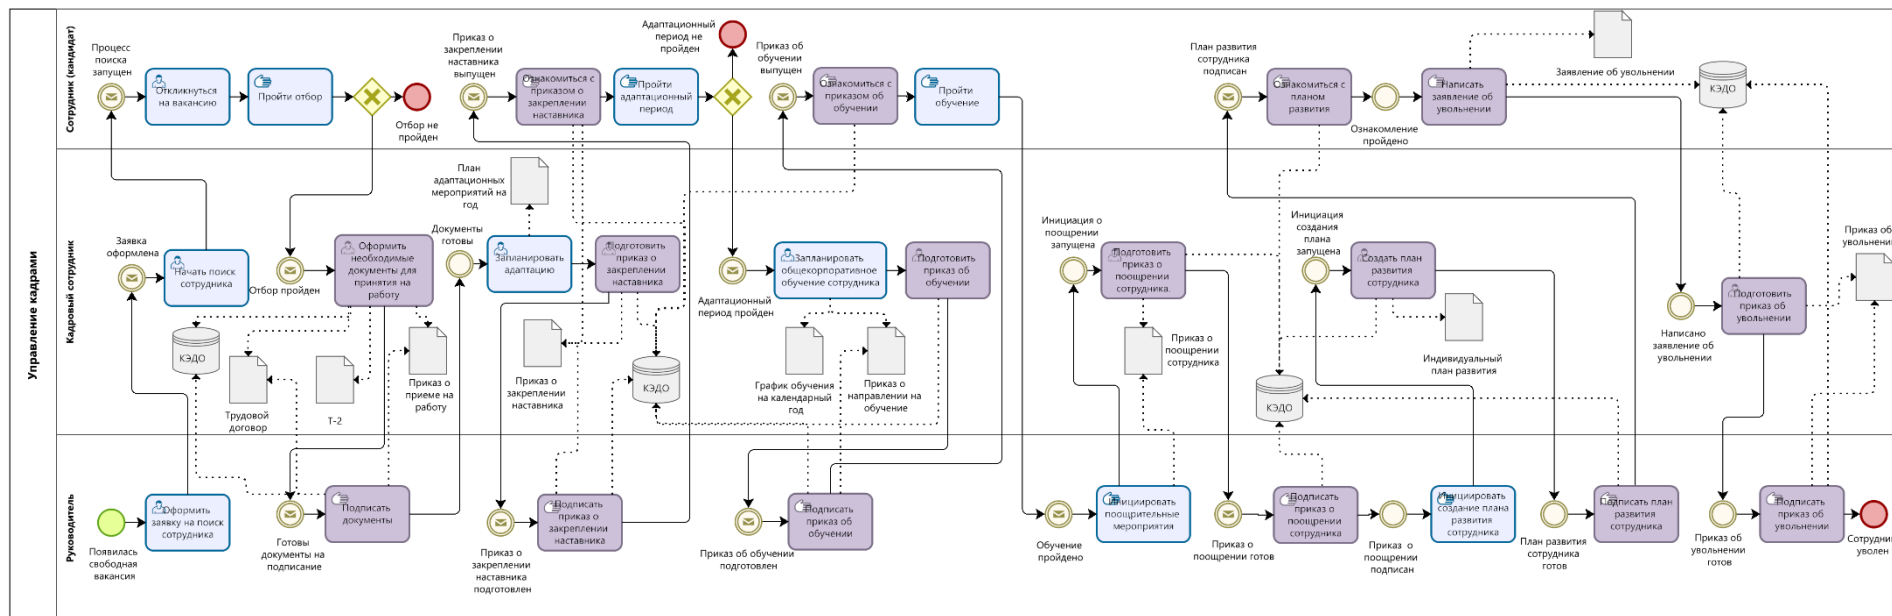 Управление кадрами
Сотрудник (кандидат)
Процесс
поиска
запущен
Откликнуться
на вакансию
Пройти отбор
Отбор не
пройден
Приказ о
закреплении
наставника
выпущен
Ознакомиться с
приказом о
закреплении
наставника
Пройти
адаптационный
период
Адаптационный
период не
пройден
Приказ об
обучении
выпущен
Ознакомиться с
приказом об
обучении
Пройти
обучение
План развития
сотрудника
подписан
Ознакомиться с
планом
развития
Ознакомление
пройдено
Написать
заявление об
увольнении
Заявление об увольнении
КЭДО
Кадровый сотрудник
Заявка
оформлена
Начать поиск
сотрудника
Отбор пройден
Оформить
необходимые
документы для
принятия на
работу
КЭДО
Трудовой
договор
Т-2
Приказ о
приеме на
работу
Документы
готовы
План
адаптационных
мероприятий на
год
Запланировать
адаптацию
Подготовить
приказ о
закреплении
наставника
Приказ о
закреплении
наставника
КЭДО
Адаптационный
период пройден
Запланировать
общекорпоративное
обучение сотрудника
Подготовить
приказ об
обучении
График обучения
на календарный
год
Приказ о
направлении на
обучение
Инициация о
поощрении
запущена
Подготовить
приказ о
поощрении
сотрудника.
Приказ о
поощрении
сотрудника
Инициация
создания
плана
запущена
Создать план
развития
сотрудника
Индивидуальный
план развития
КЭДО
Написано
заявление об
увольнении
Подготовить
приказ об
увольнении
Приказ об
увольнении
Руководитель
Появилась
свободная
вакансия
Оформить
заявку на поиск
сотрудника
Готовы
документы на
подписание
Подписать
документы
Приказ о
закреплении
наставника
подготовлен
Подписать
приказ о
закреплении
наставника
Приказ об обучении
подготовлен
Подписать
приказ об
обучении
Обучение
пройдено
Инициировать
поощрительные
мероприятия
Приказ о
поощрении готов
Подписать
приказ о
поощрении
сотрудника
Приказ о
поощрении
подписан
Инициировать
создание плана
развития
сотрудника
План развития
сотрудника
готов
Подписать план
развития
сотрудника
Приказ об
увольнении
готов
Подписать
приказ об
увольнении
Сотрудник
уволен